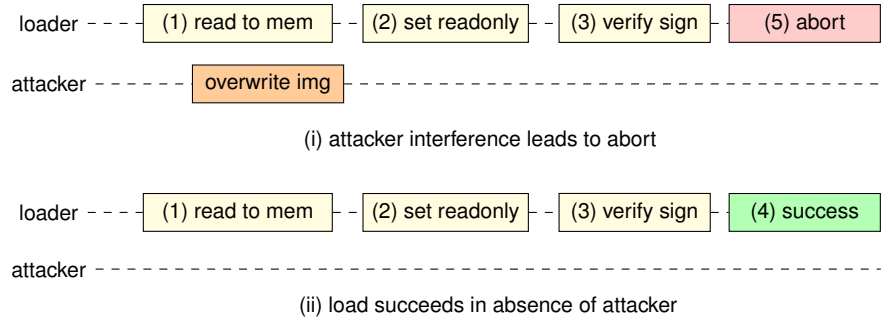 loader (1) read to mem (2) set readonly (3) verify sign (5) abort
attacker overwrite img
(i) attacker interference leads to abort
loader (1) read to mem (2) set readonly (3) verify sign (4) success
attacker
(ii) load succeeds in absence of attacker